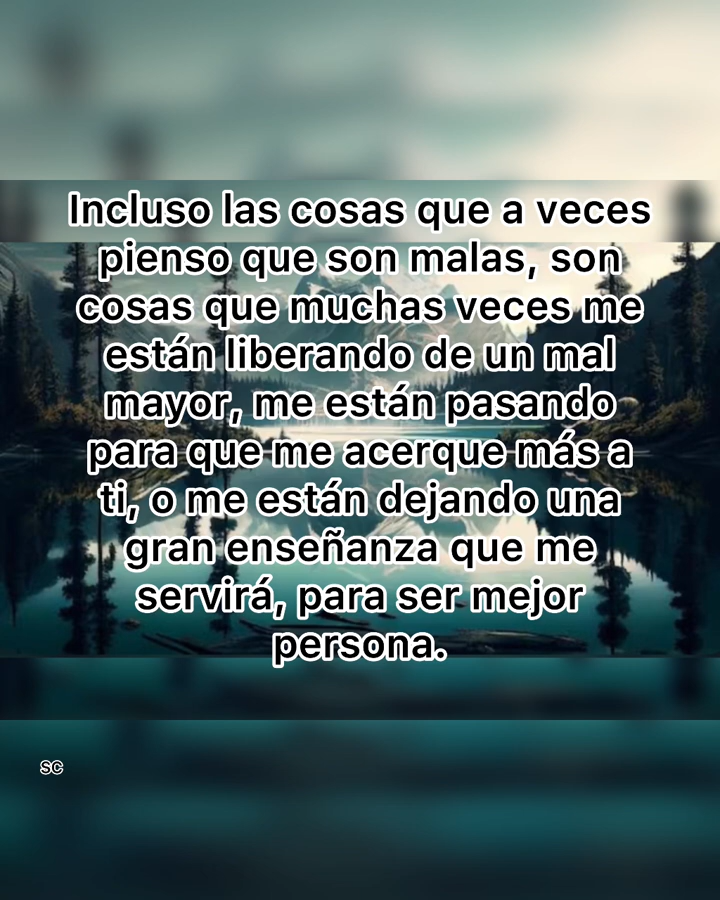 Incluso las cosas que a veces
pienso que son malas, son
cosas que muchas veces me
están liberando de un mal
mayor, me están pasando
para que me acerque más a
ti, o me están dejando una
gran enseñanza que me
servirá, para ser mejor
persona.
SC